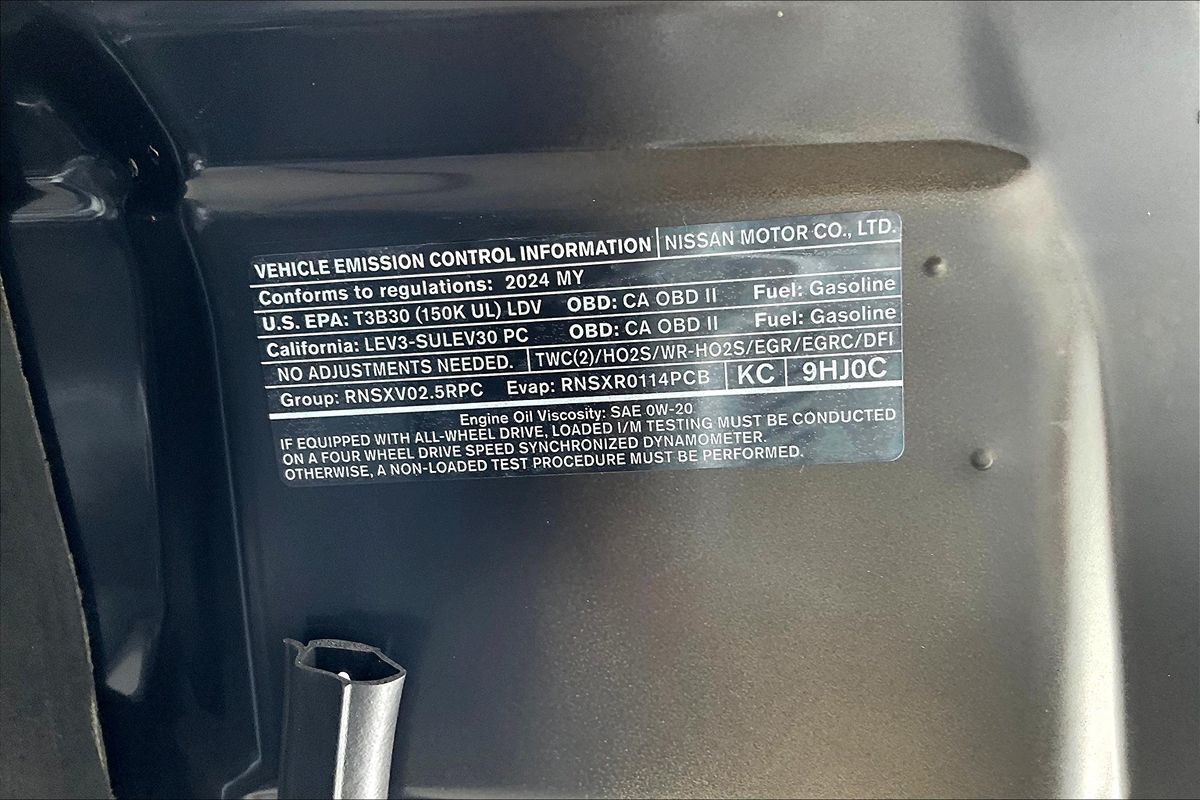 VEHICLE EMISSION CONTROL INFORMATION NISSAN MOTOR CO., LTD.
Conforms to regulations: 2024 MY
U.S. EPA: T3B30 (150K UL) LDV OBD: CA OBD II Fuel: Gasoline
California: LEV3-SULEV30 PC OBD: CA OBD II Fuel: Gasoline
NO ADJUSTMENTS NEEDED. TWC(2)/HO2S/WR-HO2S/EGR/EGRC/DFI
Group: RNSXV02.5RPC Evap: RNSXR0114PCB KC 9HJ0C
Engine Oil Viscosity: SAE 0W-20
IF EQUIPPED WITH ALL-WHEEL DRIVE, LOADED I/M TESTING MUST BE CONDUCTED
ON A FOUR WHEEL DRIVE SPEED SYNCHRONIZED DYNAMOMETER.
OTHERWISE, A NON-LOADED TEST PROCEDURE MUST BE PERFORMED.